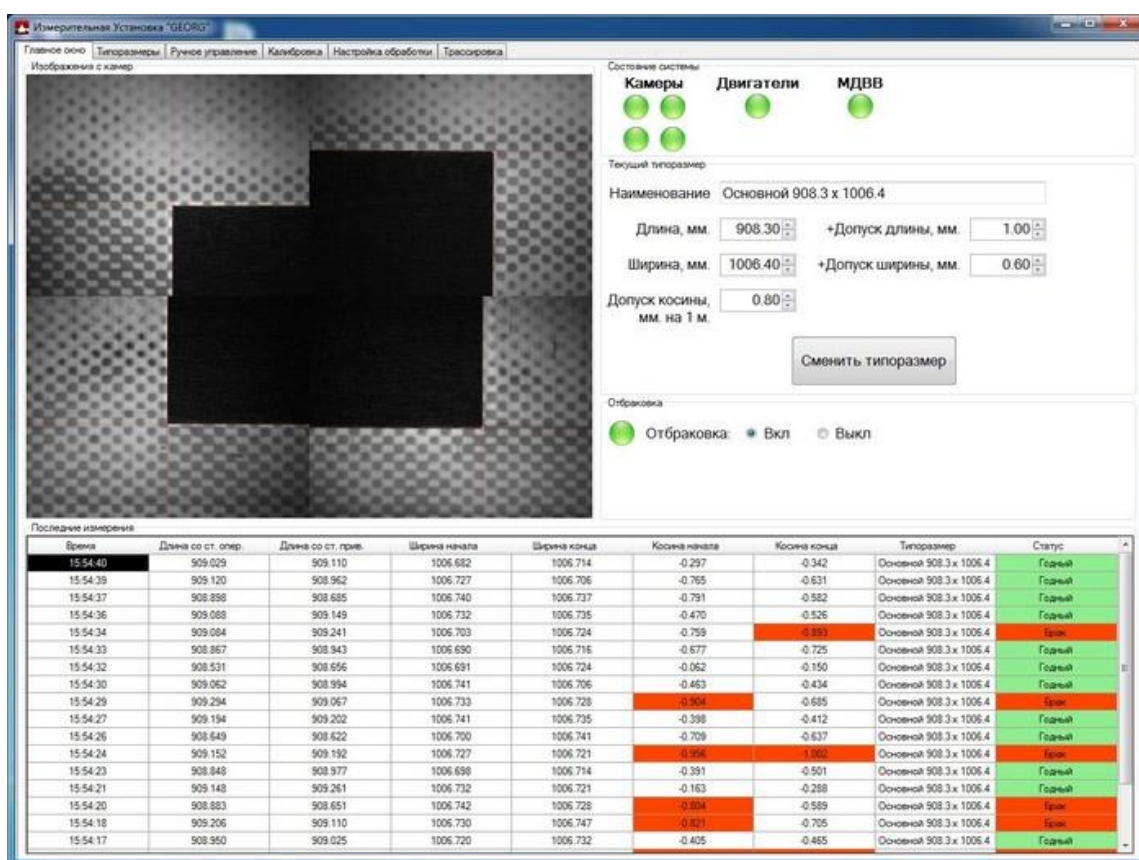 Измерительная Установка "GEORG"
Главное окно Типоразмеры Ручное управление Калибровка Настройка обработки Трассировка
Изображения с камер
Состояние системы
Камеры Двигатели МДВВ
Текущий типоразмер
Наименование Основной 908.3 x 1006.4
Длина, мм. 908.30 +Допуск длины, мм. 1.00
Ширина, мм. 1006.40 +Допуск ширины, мм. 0.60
Допуск косины, мм. на 1 м. 0.80
Сменить типоразмер
Отбраковка
Отбраковка: Вкл Выкл
Последние измерения
Время Длина со ст. опер. Длина со ст. прив. Ширина начала Ширина конца Косина начала Косина конца Типоразмер Статус
15:54:40 909.029 909.110 1006.682 1006.714 -0.297 -0.342 Основной 908.3 x 1006.4 Годный
15:54:39 909.120 908.962 1006.727 1006.706 -0.765 -0.631 Основной 908.3 x 1006.4 Годный
15:54:37 908.898 908.685 1006.740 1006.737 -0.791 -0.582 Основной 908.3 x 1006.4 Годный
15:54:36 909.088 909.149 1006.732 1006.735 -0.470 -0.526 Основной 908.3 x 1006.4 Годный
15:54:34 909.084 909.241 1006.703 1006.724 -0.759 -0.893 Основной 908.3 x 1006.4 Брак
15:54:33 908.867 908.943 1006.690 1006.716 -0.677 -0.725 Основной 908.3 x 1006.4 Годный
15:54:32 908.531 908.656 1006.691 1006.724 -0.062 -0.150 Основной 908.3 x 1006.4 Годный
15:54:30 909.062 908.994 1006.741 1006.706 -0.463 -0.434 Основной 908.3 x 1006.4 Годный
15:54:29 909.294 909.067 1006.733 1006.728 -0.904 -0.685 Основной 908.3 x 1006.4 Брак
15:54:27 909.194 909.202 1006.741 1006.735 -0.398 -0.412 Основной 908.3 x 1006.4 Годный
15:54:26 908.649 908.622 1006.700 1006.741 -0.709 -0.637 Основной 908.3 x 1006.4 Годный
15:54:24 909.152 909.192 1006.727 1006.721 -0.956 -1.002 Основной 908.3 x 1006.4 Брак
15:54:23 908.848 908.977 1006.698 1006.714 -0.391 -0.501 Основной 908.3 x 1006.4 Годный
15:54:21 909.148 909.261 1006.732 1006.721 -0.163 -0.288 Основной 908.3 x 1006.4 Годный
15:54:20 908.883 908.651 1006.742 1006.728 -0.804 -0.589 Основной 908.3 x 1006.4 Брак
15:54:18 909.206 909.110 1006.730 1006.747 -0.821 -0.705 Основной 908.3 x 1006.4 Брак
15:54:17 908.950 909.025 1006.720 1006.732 -0.405 -0.465 Основной 908.3 x 1006.4 Годный